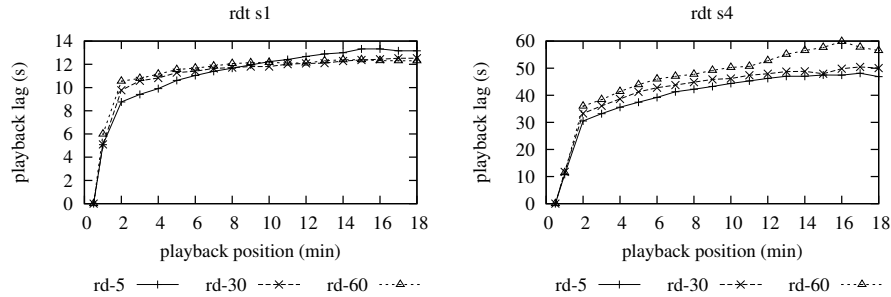 rdt s1
14
12
10
8
6
4
2
0
playback lag (s)
0 2 4 6 8 10 12 14 16 18
playback position (min)
rd-5 rd-30 rd-60
rdt s4
60
50
40
30
20
10
0
playback lag (s)
0 2 4 6 8 10 12 14 16 18
playback position (min)
rd-5 rd-30 rd-60